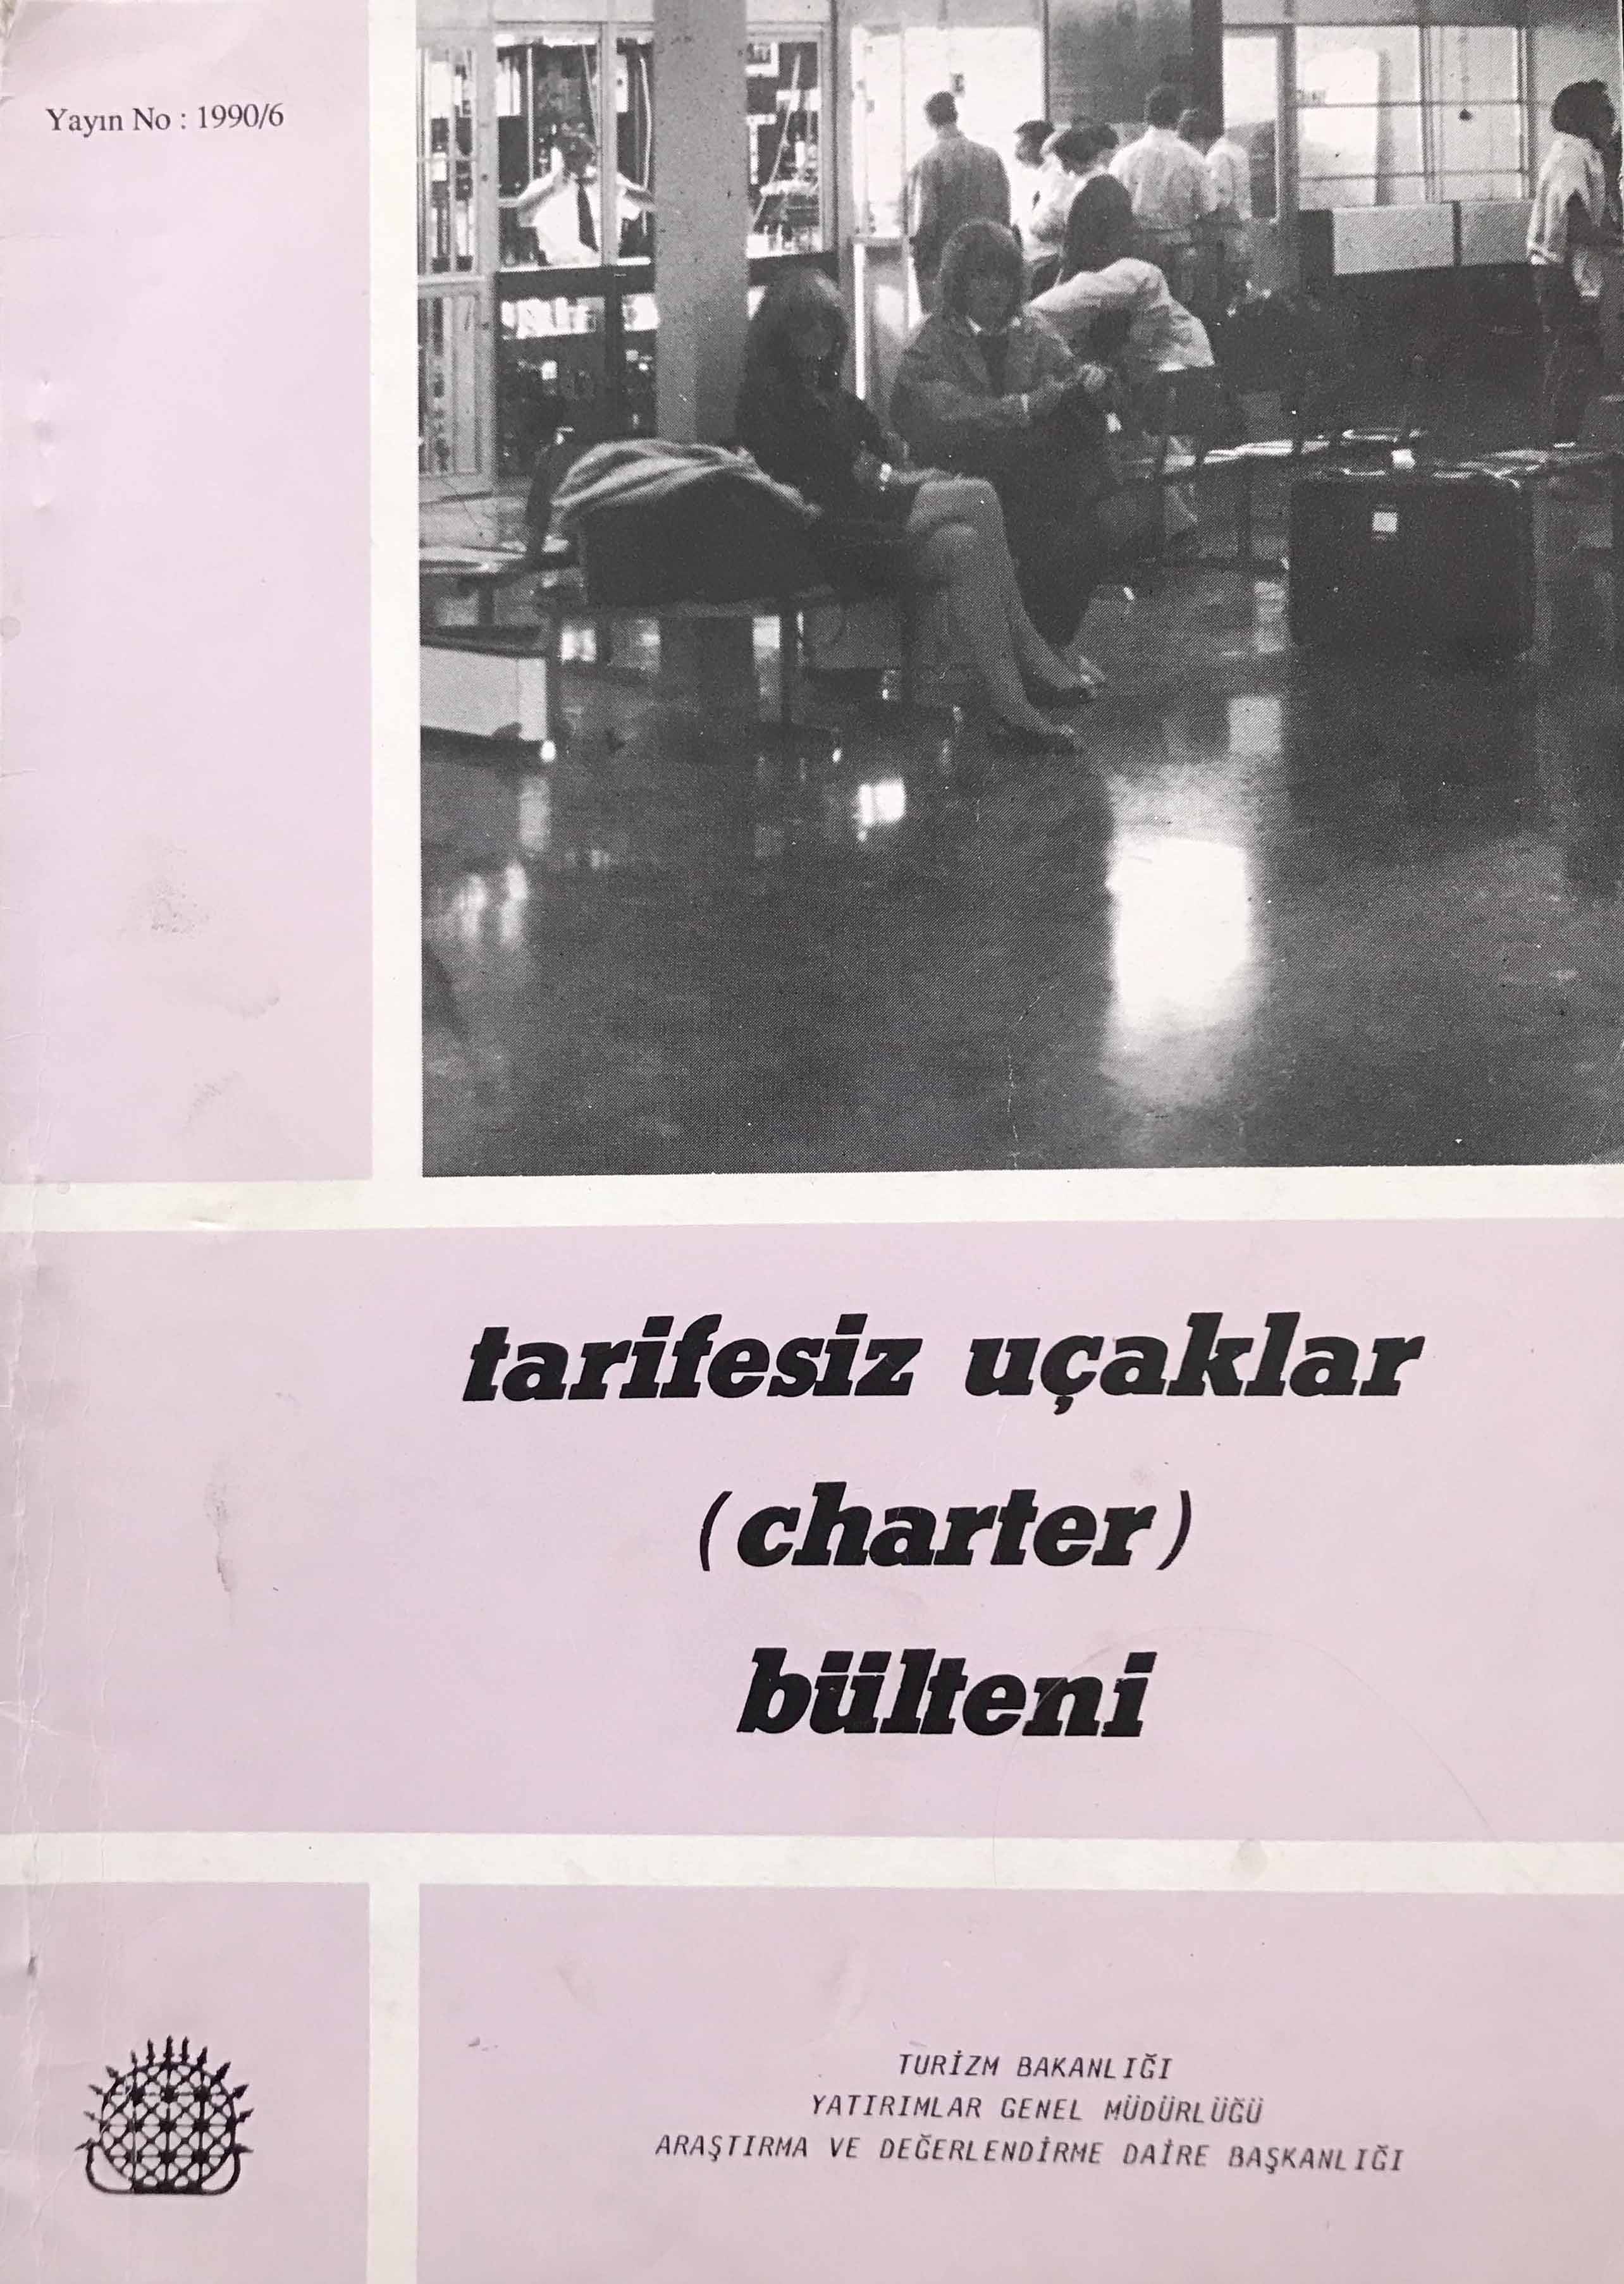 Yayın No : 1990/6
tarifesiz uçaklar
(charter)
bülteni
TURİZM BAKANLIĞI
YATIRIMLAR GENEL MÜDÜRLÜĞÜ
ARAŞTIRMA VE DEĞERLENDİRME DAİRE BAŞKANLIĞI